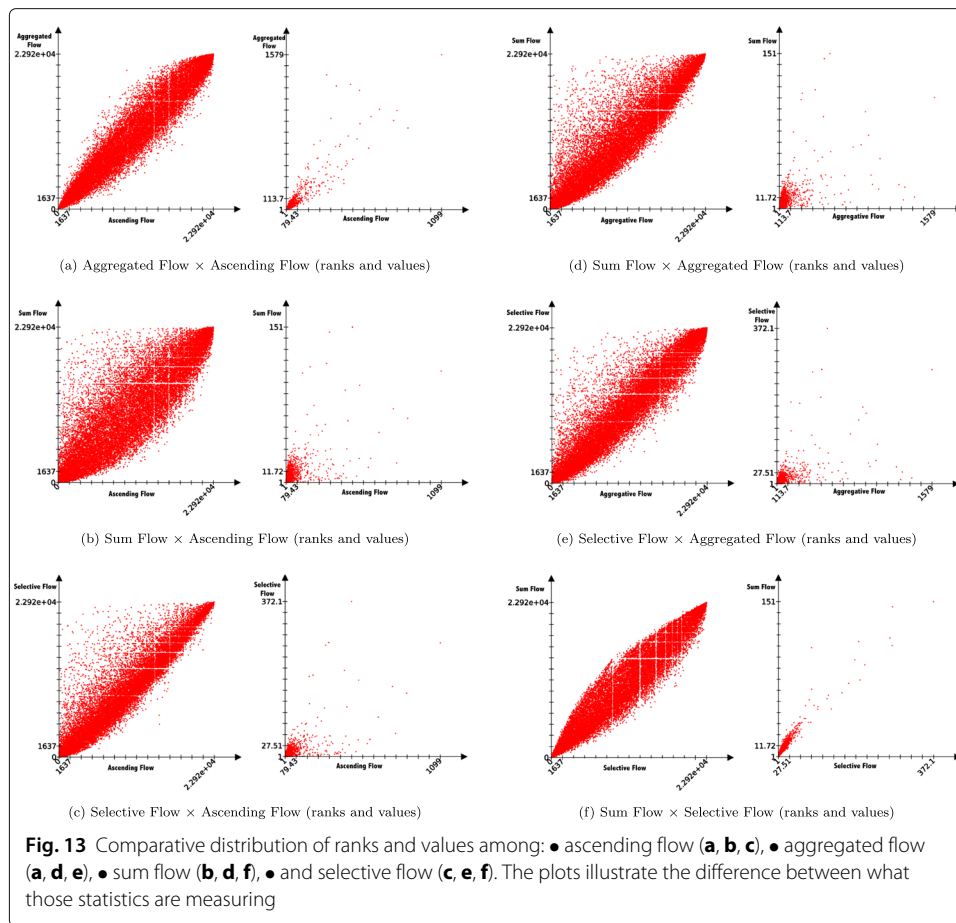 Aggregated
Flow
2.292e+04
1637
0
1637
Ascending Flow
2.292e+04
Aggregated
Flow
1579
113.7
1
1
79.43
Ascending Flow
1099
(a) Aggregated Flow × Ascending Flow (ranks and values)
Sum Flow
2.292e+04
1637
0
1637
Aggregative Flow
2.292e+04
Sum Flow
151
11.72
1
1
113.7
Aggregative Flow
1579
(d) Sum Flow × Aggregated Flow (ranks and values)
Sum Flow
2.292e+04
1637
0
1637
Ascending Flow
2.292e+04
Sum Flow
151
11.72
1
1
79.43
Ascending Flow
1099
(b) Sum Flow × Ascending Flow (ranks and values)
Selective Flow
2.292e+04
1637
0
1637
Aggregative Flow
2.292e+04
Selective
Flow
372.1
27.51
1
1
113.7
Aggregative Flow
1579
(e) Selective Flow × Aggregated Flow (ranks and values)
Selective Flow
2.292e+04
1637
0
1637
Ascending Flow
2.292e+04
Selective
Flow
372.1
27.51
1
1
79.43
Ascending Flow
1099
(c) Selective Flow × Ascending Flow (ranks and values)
Sum Flow
2.292e+04
1637
0
1637
Selective Flow
2.292e+04
Sum Flow
151
11.72
1
1
27.51
Selective Flow
372.1
(f) Sum Flow × Selective Flow (ranks and values)
Fig. 13 Comparative distribution of ranks and values among: • ascending flow (a, b, c), • aggregated flow
(a, d, e), • sum flow (b, d, f), • and selective flow (c, e, f). The plots illustrate the difference between what
those statistics are measuring